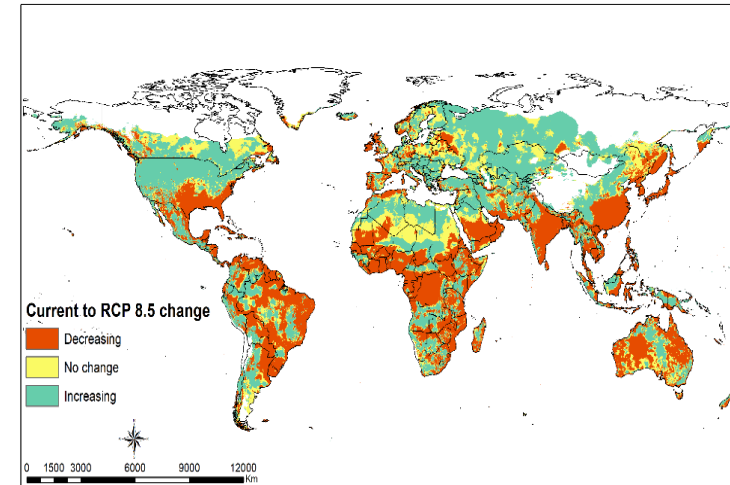 Current to RCP 8.5 change
Decreasing
No change
Increasing
0 1500 3000 6000 9000 12000
Km